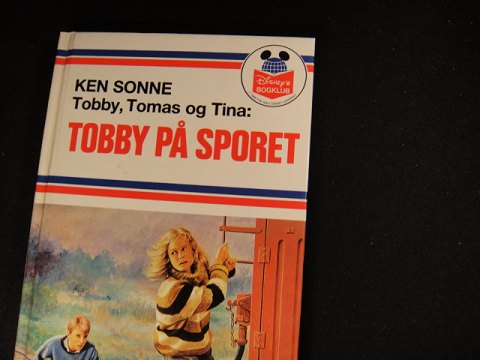 Disney's
BOGKLUB
KEN SONNE
Tobby, Tomas og Tina:
TOBBY PÅ SPORET